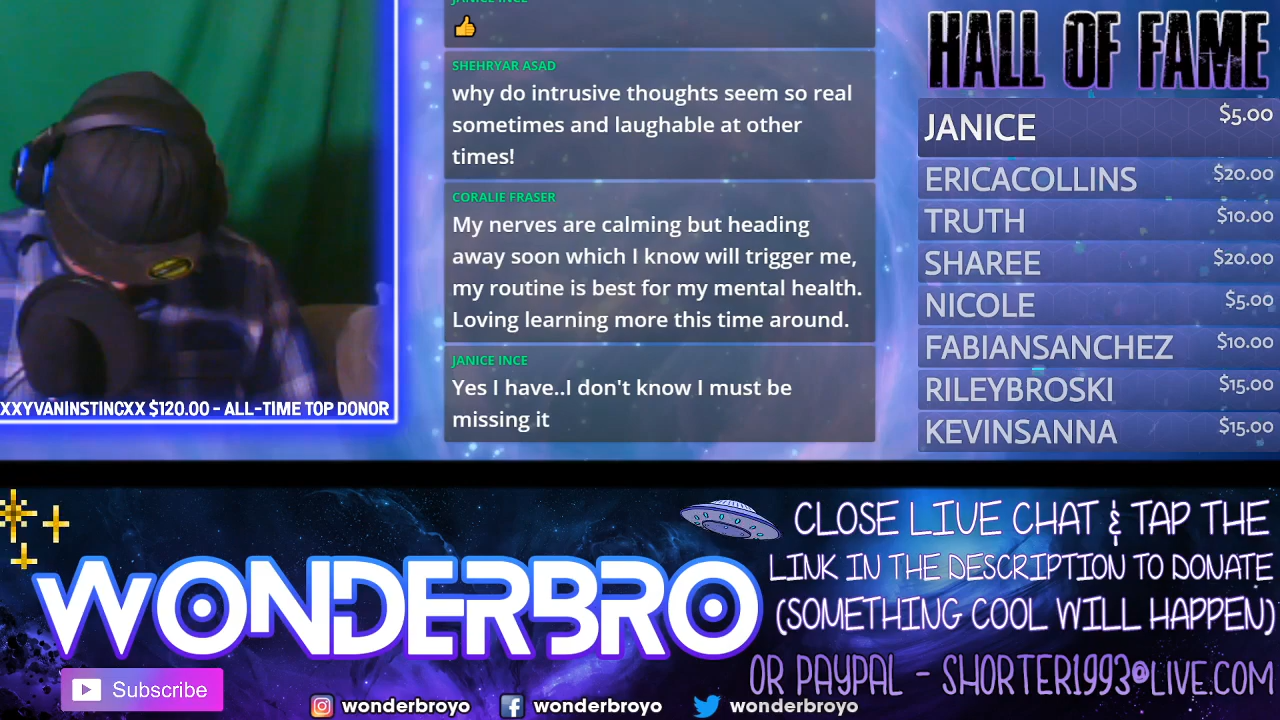 JANICE INCE
👍
SHEHRYAR ASAD
why do intrusive thoughts seem so real
sometimes and laughable at other
times!
CORALIE FRASER
My nerves are calming but heading
away soon which I know will trigger me,
my routine is best for my mental health.
Loving learning more this time around.
JANICE INCE
Yes I have..I don't know I must be
missing it
XXYVANINSTINCXX $120.00 - ALL-TIME TOP DONOR
HALL OF FAME
JANICE $5.00
ERICACOLLINS $20.00
TRUTH $10.00
SHAREE $20.00
NICOLE $5.00
FABIANSANCHEZ $10.00
RILEYBROSKI $15.00
KEVINSANNA $15.00
WONDERBRO
Subscribe
wonderbroyo
wonderbroyo
wonderbroyo
CLOSE LIVE CHAT & TAP THE
LINK IN THE DESCRIPTION TO DONATE
(SOMETHING COOL WILL HAPPEN)
OR PAYPAL - SHORTER1993@LIVE.COM